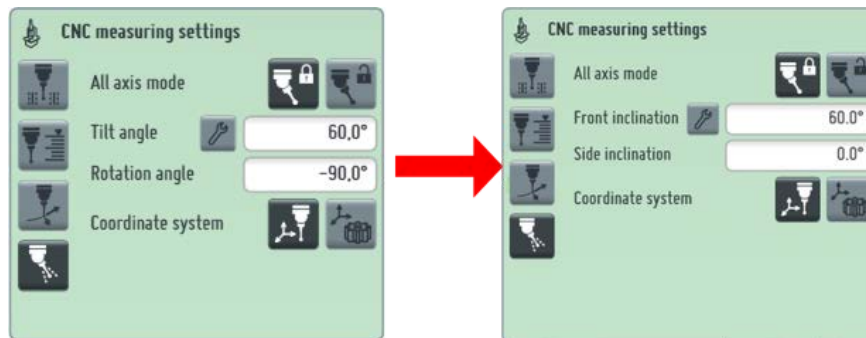 CNC measuring settings
All axis mode
Tilt angle 60,0°
Rotation angle -90,0°
Coordinate system
CNC measuring settings
All axis mode
Front inclination 60.0°
Side inclination 0.0°
Coordinate system